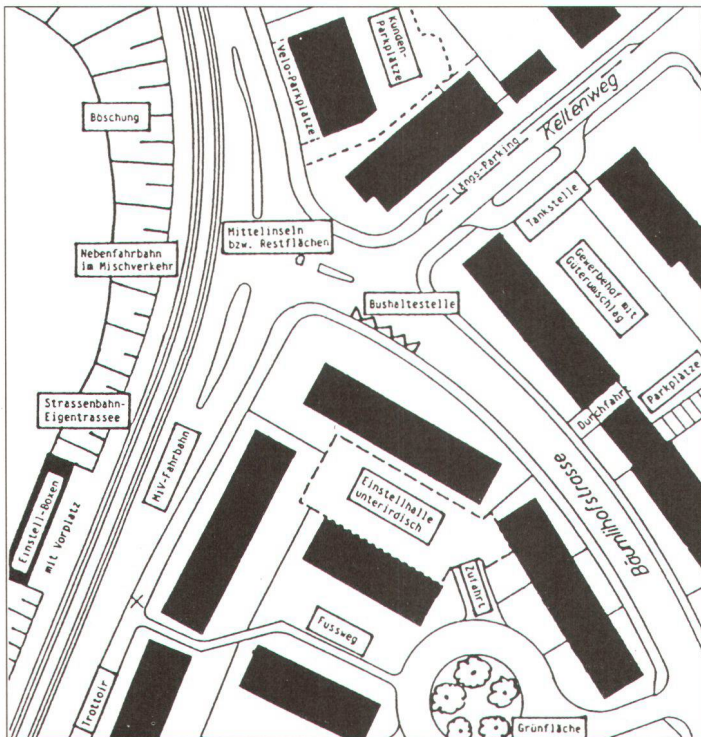 Kunden-
Parkplätze
Velo-Parkplätze
Böschung
Kellenweg
Längs-Parking
Tankstelle
Mittelinseln
bzw. Restflächen
Nebenfahrbahn
im Mischverkehr
Gewerbehof mit
Güterumschlag
Bushaltestelle
Parkplätze
Durchfahrt
Strassenbahn-
Eigentrassee
MiV-Fahrbahn
Einstellhalle
unterirdisch
Bäumlihofstrasse
Einstell-Boxen
mit Vorplatz
Zufahrt
Fussweg
Trottoir
Grünfläche